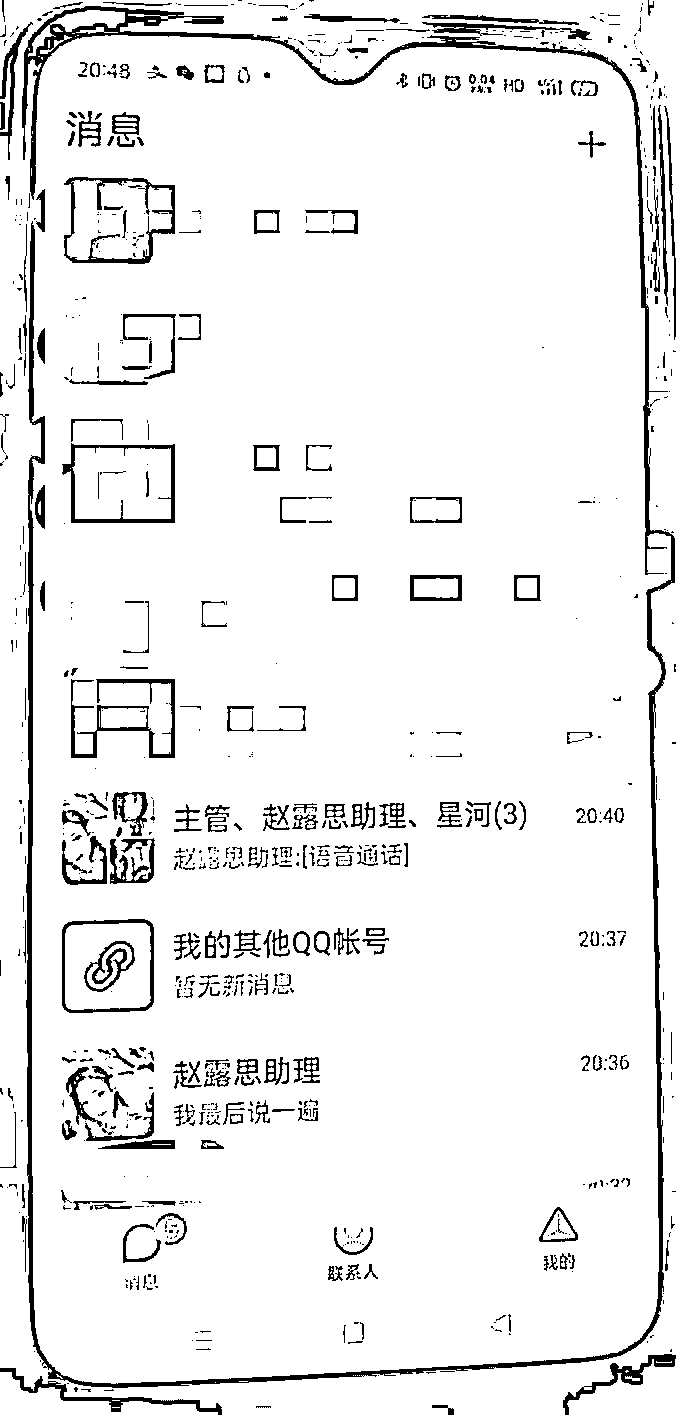 20:48
0.04
HD
消息
主管、赵露思助理、星河(3)
20:40
赵露思助理:[语音通话]
我的其他QQ帐号
20:37
暂无新消息
赵露思助理
20:36
我最后说一遍
消息
联系人
我的